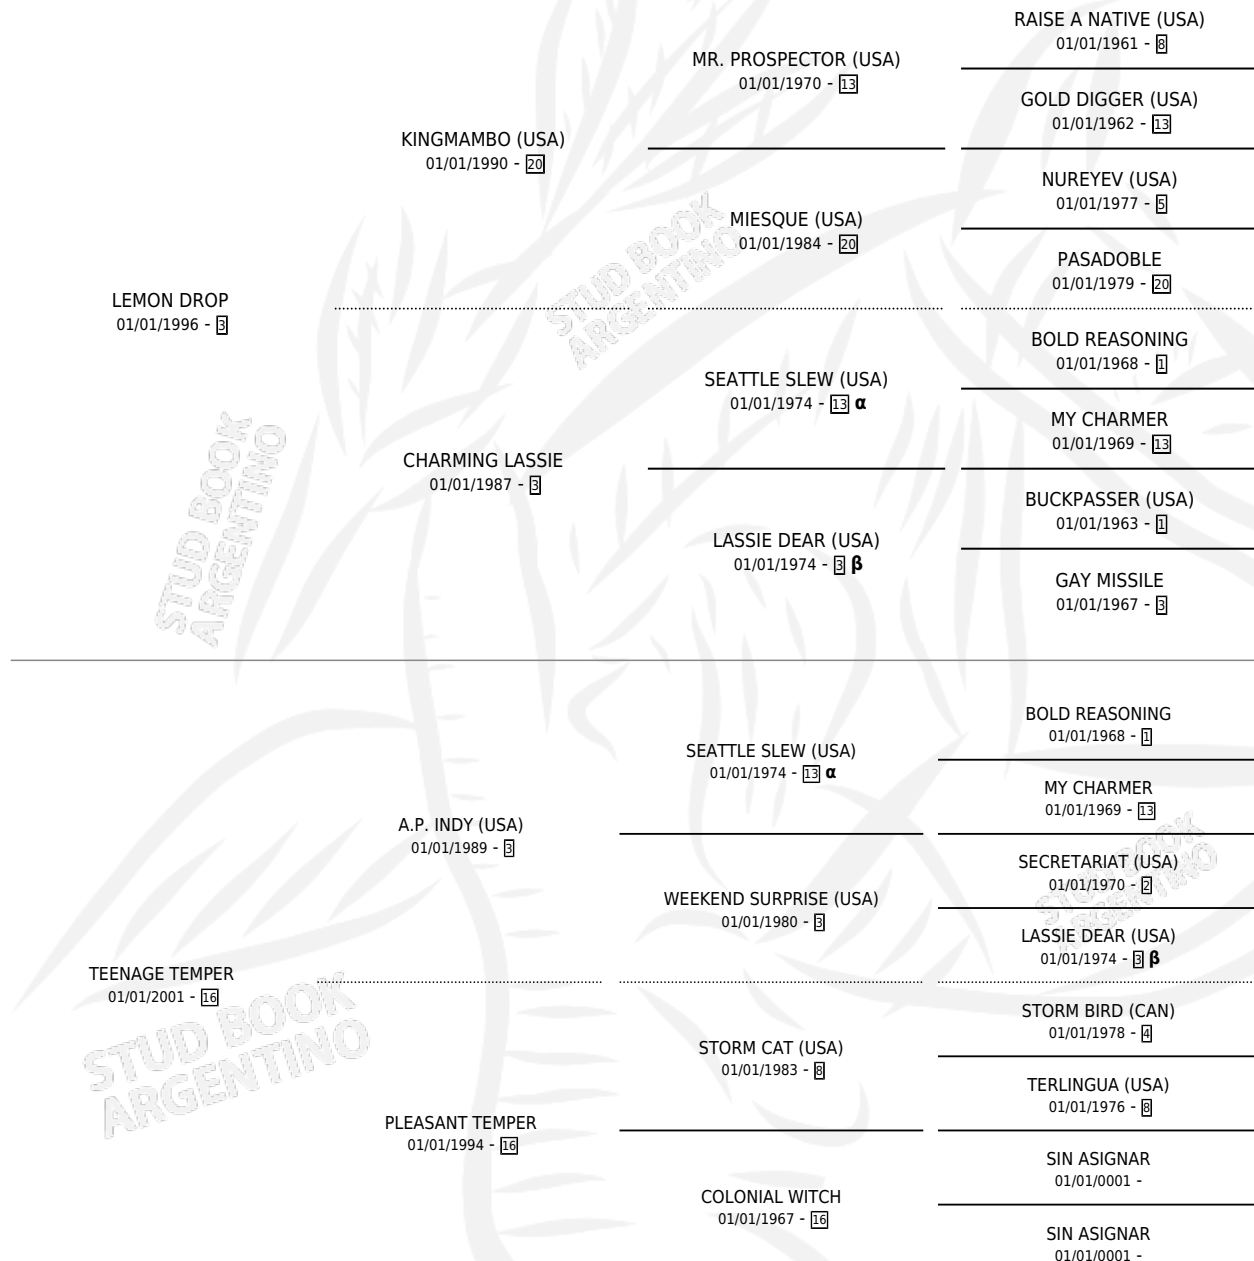 RAISE A NATIVE (USA)
01/01/1961 - 8
MR. PROSPECTOR (USA)
01/01/1970 - 13
GOLD DIGGER (USA)
01/01/1962 - 13
KINGMAMBO (USA)
01/01/1990 - 20
NUREYEV (USA)
01/01/1977 - 5
MIESQUE (USA)
01/01/1984 - 20
PASADOBLE
01/01/1979 - 20
LEMON DROP
01/01/1996 - 3
STUD BOOK
ARGENTINO
BOLD REASONING
01/01/1968 - 1
SEATTLE SLEW (USA)
01/01/1974 - 13 α
MY CHARMER
01/01/1969 - 13
CHARMING LASSIE
01/01/1987 - 3
BUCKPASSER (USA)
01/01/1963 - 1
LASSIE DEAR (USA)
01/01/1974 - 3 β
GAY MISSILE
01/01/1967 - 3
STUD BOOK
ARGENTINO
BOLD REASONING
01/01/1968 - 1
SEATTLE SLEW (USA)
01/01/1974 - 13 α
MY CHARMER
01/01/1969 - 13
A.P. INDY (USA)
01/01/1989 - 3
SECRETARIAT (USA)
01/01/1970 - 2
WEEKEND SURPRISE (USA)
01/01/1980 - 3
LASSIE DEAR (USA)
01/01/1974 - 3 β
STUD BOOK
ARGENTINO
TEENAGE TEMPER
01/01/2001 - 16
STORM BIRD (CAN)
01/01/1978 - 4
STORM CAT (USA)
01/01/1983 - 8
TERLINGUA (USA)
01/01/1976 - 8
STUD BOOK
ARGENTINO
PLEASANT TEMPER
01/01/1994 - 16
SIN ASIGNAR
01/01/0001 -
COLONIAL WITCH
01/01/1967 - 16
SIN ASIGNAR
01/01/0001 -